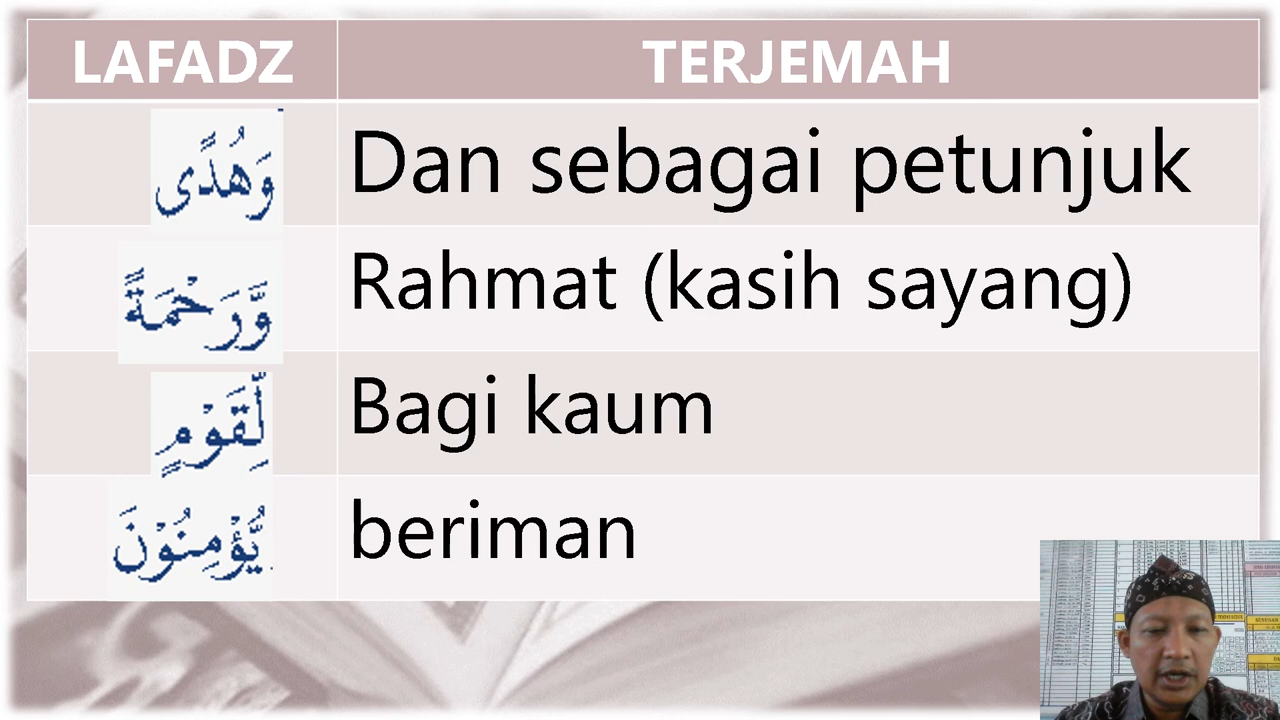 LAFADZ TERJEMAH
وَهُدًى Dan sebagai petunjuk
وَّرَحْمَةً Rahmat (kasih sayang)
لِّقَوْمٍ Bagi kaum
يُّؤْمِنُوْنَ beriman